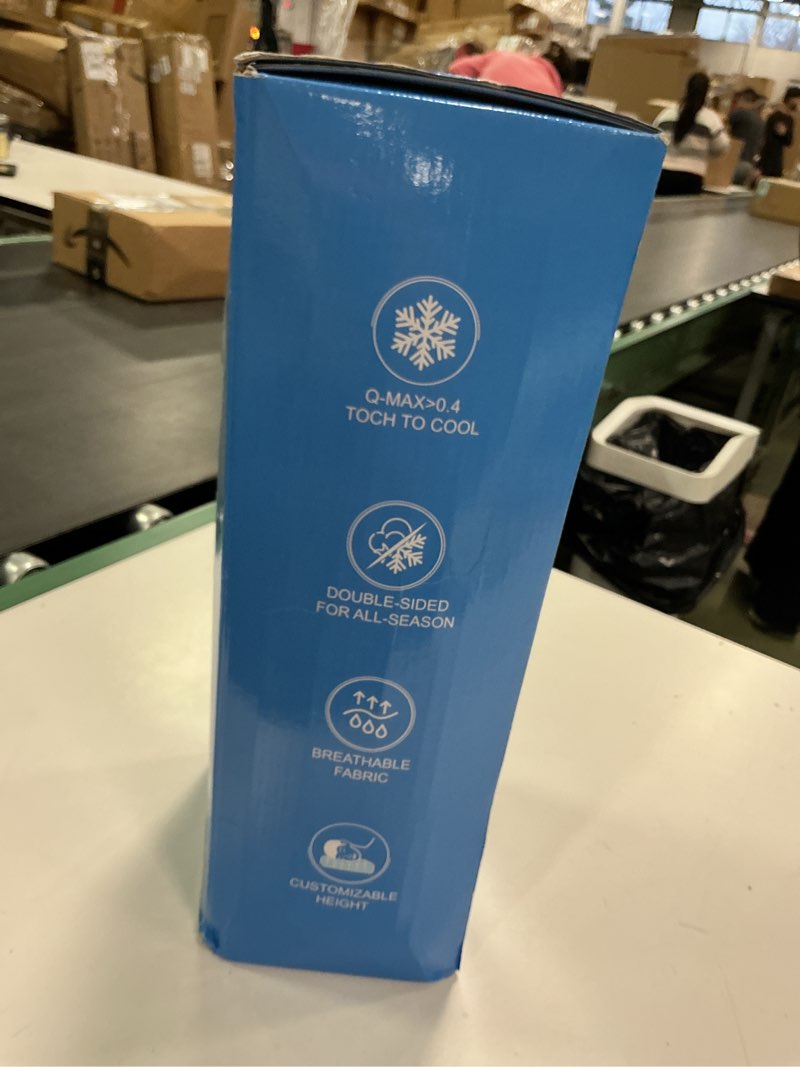 Q-MAX>0.4
TOCH TO COOL
DOUBLE-SIDED
FOR ALL-SEASON
BREATHABLE
FABRIC
CUSTOMIZABLE
HEIGHT